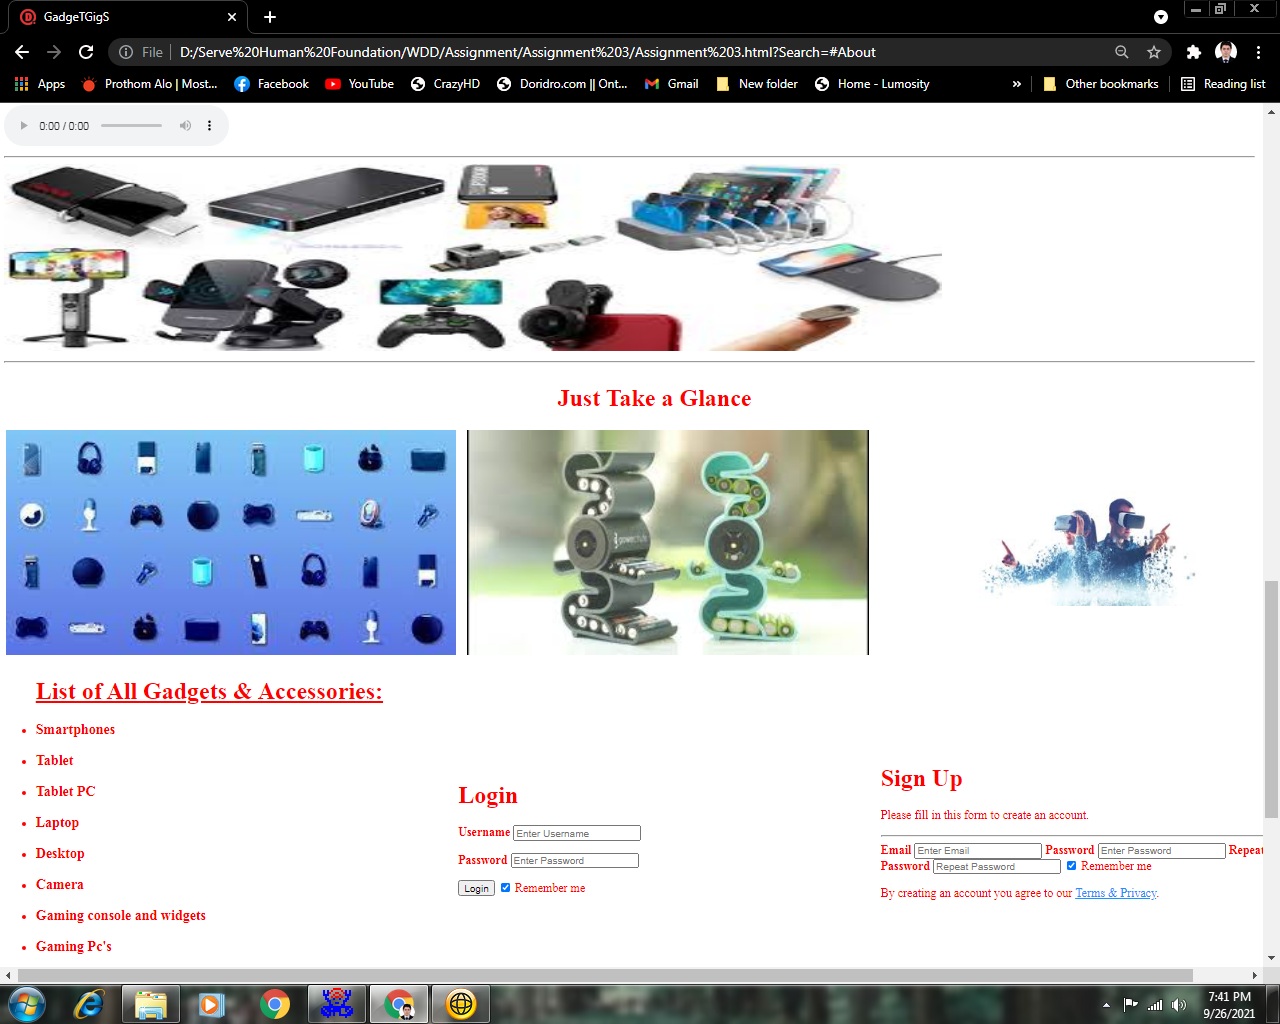 GadgeTGigS
File D:/Serve%20Human%20Foundation/WDD/Assignment/Assignment%203/Assignment%203.html?Search=#About
Apps Prothom Alo | Most... Facebook YouTube CrazyHD Doridro.com || Ont... Gmail New folder Home - Lumosity » Other bookmarks Reading list
0:00 / 0:00
Just Take a Glance
List of All Gadgets & Accessories:
• Smartphones
• Tablet
• Tablet PC
• Laptop
• Desktop
• Camera
• Gaming console and widgets
• Gaming Pc's
Login
Username Enter Username
Password Enter Password
Login Remember me
Sign Up
Please fill in this form to create an account.
Email Enter Email Password Enter Password Repeat
Password Repeat Password Remember me
By creating an account you agree to our Terms & Privacy.
7:41 PM
9/26/2021